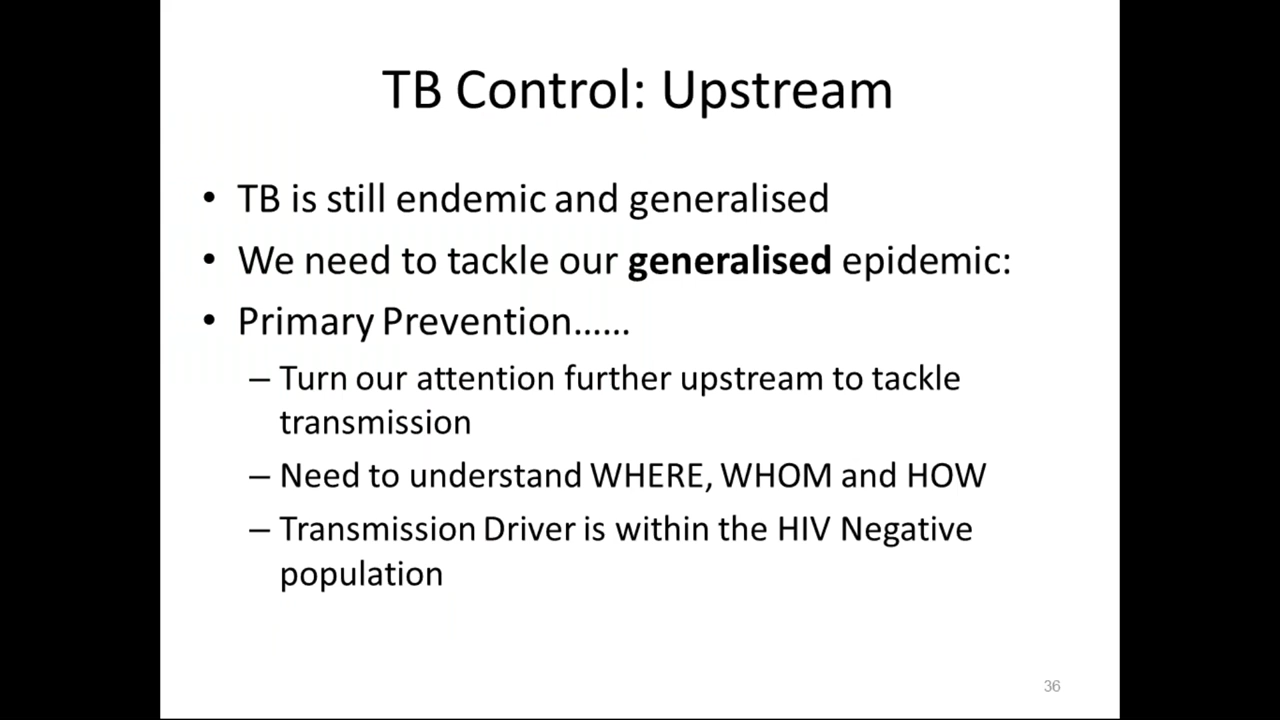 TB Control: Upstream
• TB is still endemic and generalised
• We need to tackle our generalised epidemic:
• Primary Prevention......
– Turn our attention further upstream to tackle
transmission
– Need to understand WHERE, WHOM and HOW
– Transmission Driver is within the HIV Negative
population
36